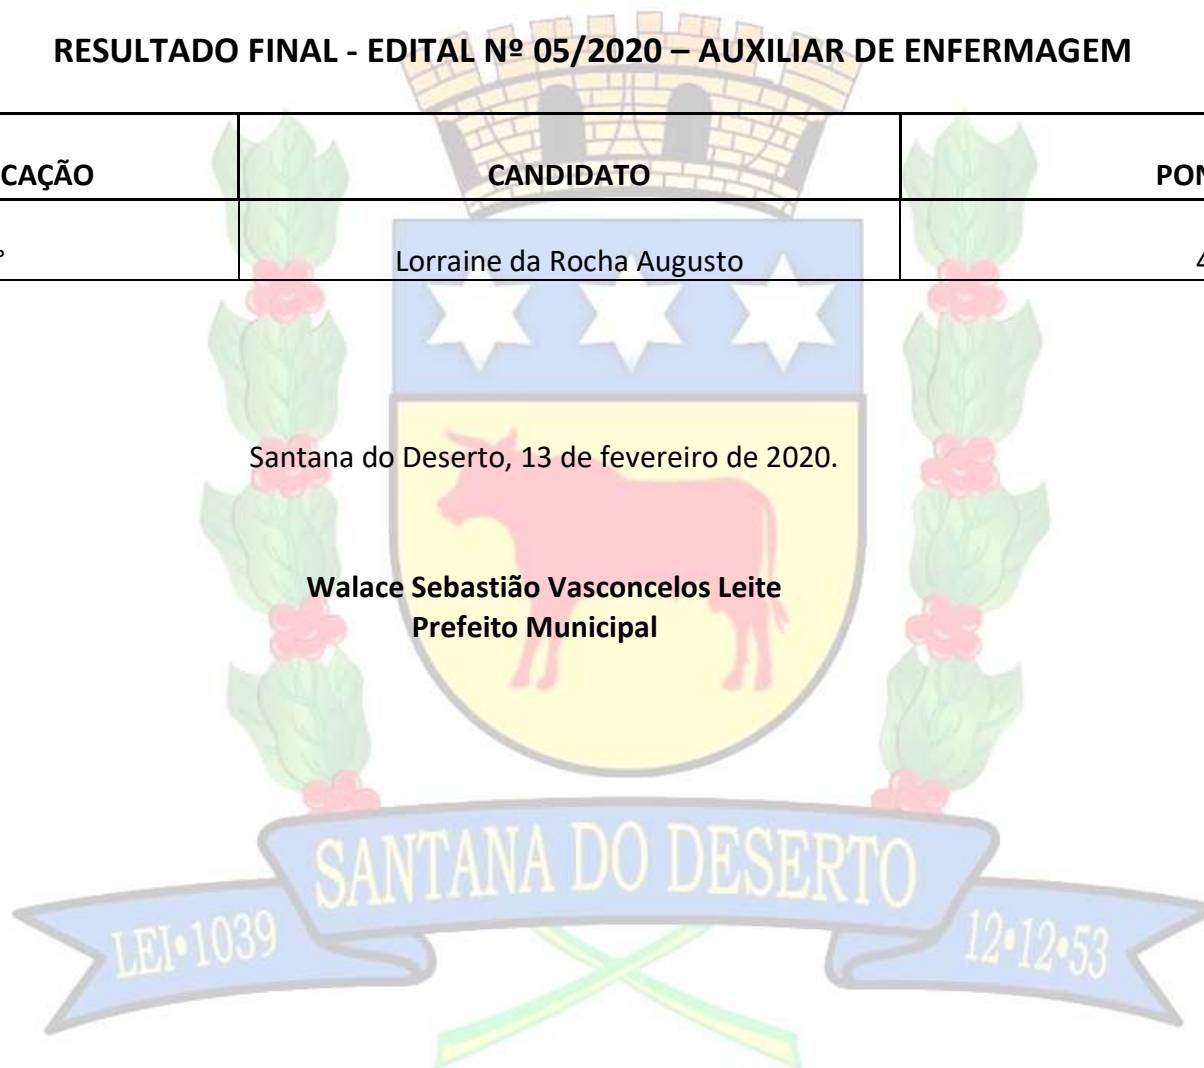 RESULTADO FINAL - EDITAL Nº 05/2020 – AUXILIAR DE ENFERMAGEM
CAÇÃO CANDIDATO PON
º Lorraine da Rocha Augusto 4
Santana do Deserto, 13 de fevereiro de 2020.
Walace Sebastião Vasconcelos Leite
Prefeito Municipal
SANTANA DO DESERTO
LEI•1039 12•12•53